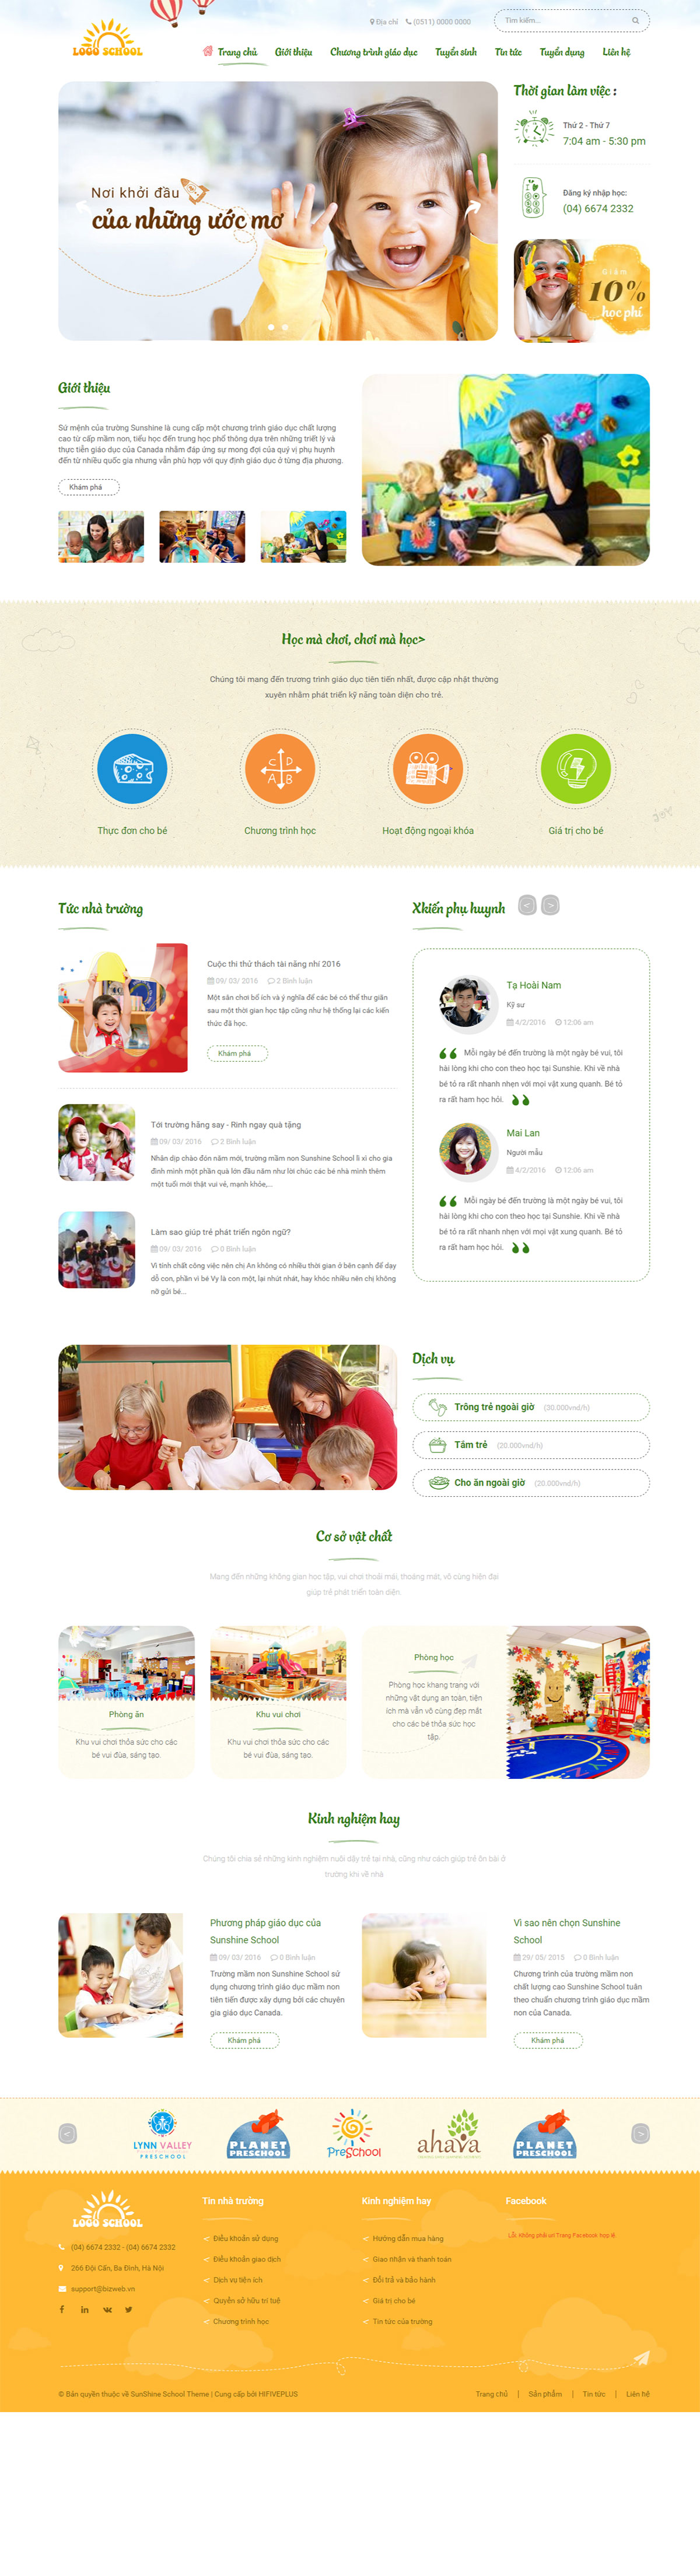 LOGO SCHOOL
Địa chỉ (0511) 0000 0000
Tìm kiếm...
Trang chủ Giới thiệu Chương trình giáo dục Tuyển sinh Tin tức Tuyển dụng Liên hệ
Nơi khởi đầu
của những ước mơ
Thời gian làm việc :
Thứ 2 - Thứ 7
7:04 am - 5:30 pm
Đăng ký nhập học:
(04) 6674 2332
Giảm
10%
học phí
Giới thiệu
Sứ mệnh của trường Sunshine là cung cấp một chương trình giáo dục chất lượng
cao từ cấp mầm non, tiểu học đến trung học phổ thông dựa trên những triết lý và
thực tiễn giáo dục của Canada nhằm đáp ứng sự mong đợi của quý vị phụ huynh
đến từ nhiều quốc gia nhưng vẫn phù hợp với quy định giáo dục ở từng địa phương.
Khám phá
Học mà chơi, chơi mà học>
Chúng tôi mang đến trương trình giáo dục tiên tiến nhất, được cập nhật thường
xuyên nhằm phát triển kỹ năng toàn diện cho trẻ.
C D
A B
Thực đơn cho bé
Chương trình học
Hoạt động ngoại khóa
Giá trị cho bé
JOY
Tức nhà trường
Cuộc thi thử thách tài năng nhí 2016
09/ 03/ 2016 2 Bình luận
Một sân chơi bổ ích và ý nghĩa để các bé có thể thư giãn
sau một thời gian học tập cũng như hệ thống lại các kiến
thức đã học.
Khám phá
Tới trường hăng say - Rinh ngay quà tặng
09/ 03/ 2016 2 Bình luận
Nhân dịp chào đón năm mới, trường mầm non Sunshine School lì xì cho gia
đình mình một phần quà lớn đầu năm như lời chúc các bé nhà mình thêm
một tuổi mới thật vui vẻ, mạnh khỏe,...
Làm sao giúp trẻ phát triển ngôn ngữ?
09/ 03/ 2016 0 Bình luận
Vì tính chất công việc nên chị An không có nhiều thời gian ở bên cạnh để dạy
dỗ con, phần vì bé Vy là con một, lại nhút nhát, hay khóc nhiều nên chị không
nỡ gửi bé...
Xkiến phụ huynh
< >
Tạ Hoài Nam
Kỹ sư
4/2/2016 12:06 am
Mỗi ngày bé đến trường là một ngày bé vui, tôi
hài lòng khi cho con theo học tại Sunshie. Khi về nhà
bé tỏ ra rất nhanh nhẹn với mọi vật xung quanh. Bé tỏ
ra rất ham học hỏi.
Mai Lan
Người mẫu
4/2/2016 12:06 am
Mỗi ngày bé đến trường là một ngày bé vui, tôi
hài lòng khi cho con theo học tại Sunshie. Khi về nhà
bé tỏ ra rất nhanh nhẹn với mọi vật xung quanh. Bé tỏ
ra rất ham học hỏi.
Dịch vụ
Trông trẻ ngoài giờ (30.000vnd/h)
Tắm trẻ (20.000vnd/h)
Cho ăn ngoài giờ (20.000vnd/h)
Cơ sở vật chất
Mang đến những không gian học tập, vui chơi thoải mái, thoáng mát, vô cùng hiện đại
giúp trẻ phát triển toàn diện.
Phòng ăn
Khu vui chơi thỏa sức cho các
bé vui đùa, sáng tạo.
Khu vui chơi
Khu vui chơi thỏa sức cho các
bé vui đùa, sáng tạo.
Phòng học
Phòng học khang trang với
những vật dụng an toàn, tiện
ích mà vẫn vô cùng đẹp mắt
cho các bé thỏa sức học
tập.
Kinh nghiệm hay
Chúng tôi chia sẻ những kinh nghiệm nuôi dạy trẻ tại nhà, cũng như cách giúp trẻ ôn bài ở
trường khi về nhà
Phương pháp giáo dục của
Sunshine School
09/ 03/ 2016 0 Bình luận
Trường mầm non Sunshine School sử
dụng chương trình giáo dục mầm non
tiên tiến được xây dựng bởi các chuyên
gia giáo dục Canada.
Khám phá
Vì sao nên chọn Sunshine
School
29/ 05/ 2015 0 Bình luận
Chương trình của trường mầm non
chất lượng cao Sunshine School tuân
theo chuẩn chương trình giáo dục mầm
non của Canada.
Khám phá
<
LYNN VALLEY
PRESCHOOL
PLANET
PRESCHOOL
PreSchool
ahava
PLANET
PRESCHOOL
>
LOGO SCHOOL
(04) 6674 2332 - (04) 6674 2332
266 Đội Cấn, Ba Đình, Hà Nội
support@bizweb.vn
Tin nhà trường
Điều khoản sử dụng
Điều khoản giao dịch
Dịch vụ tiện ích
Quyền sở hữu trí tuệ
Chương trình học
Kinh nghiệm hay
Hướng dẫn mua hàng
Giao nhận và thanh toán
Đổi trả và bảo hành
Giá trị cho bé
Tin tức của trường
Facebook
Lỗi: Không phải url Trang Facebook hợp lệ
© Bản quyền thuộc về SunShine School Theme | Cung cấp bởi HIFIVEPLUS
Trang chủ | Sản phẩm | Tin tức | Liên hệ